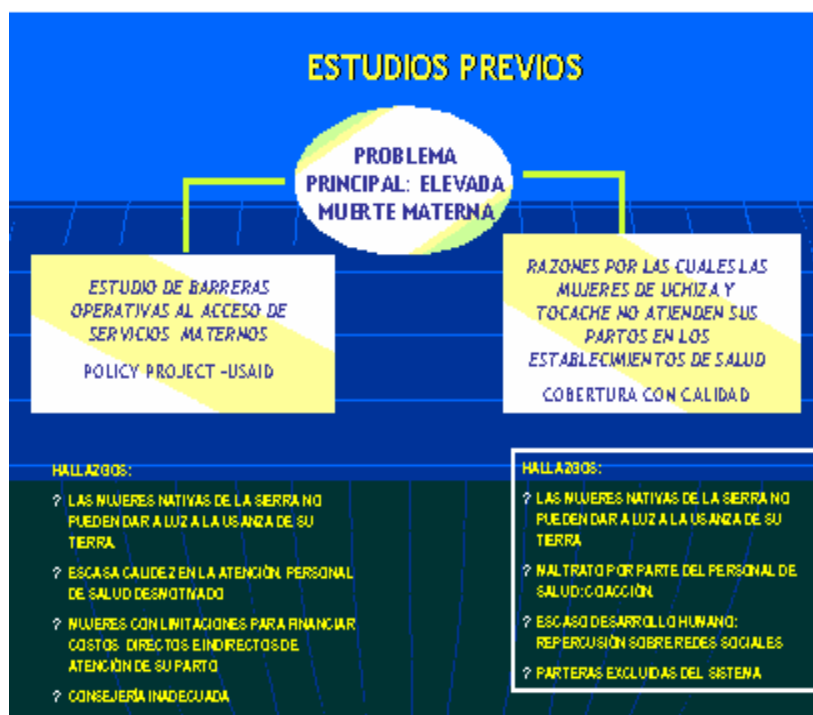 ESTUDIOS PREVIOS
PROBLEMA
PRINCIPAL: ELEVADA
MUERTE MATERNA
ESTUDIO DE BARRERAS
OPERATIVAS AL ACCESO DE
SERVICIOS MATERNOS
POLICY PROJECT -USAID
RAZONES POR LAS CUALES LAS
MUJERES DE UCHIZA Y
TOCACHE NO ATIENDEN SUS
PARTOS EN LOS
ESTABLECIMIENTOS DE SALUD
COBERTURA CON CALIDAD
HALLAZGOS:
? LAS MUJERES NATIVAS DE LA SIERRA NO
PUEDEN DAR A LUZ A LA USANZA DE SU
TIERRA.
? ESCASA CALIDEZ EN LA ATENCIÓN. PERSONAL
DE SALUD DESMOTIVADO
? MUJERES CON LIMITACIONES PARA FINANCIAR
COSTOS DIRECTOS E INDIRECTOS DE
ATENCIÓN DE SU PARTO
? CONSEJERÍA INADECUADA
HALLAZGOS:
? LAS MUJERES NATIVAS DE LA SIERRA NO
PUEDEN DAR A LUZ A LA USANZA DE SU
TIERRA
? MALTRATO POR PARTE DEL PERSONAL DE
SALUD:COACCIÓN.
? ESCASO DESARROLLO HUMANO:
REPERCUSIÓN SOBRE REDES SOCIALES
? PARTERAS EXCLUIDAS DEL SISTEMA